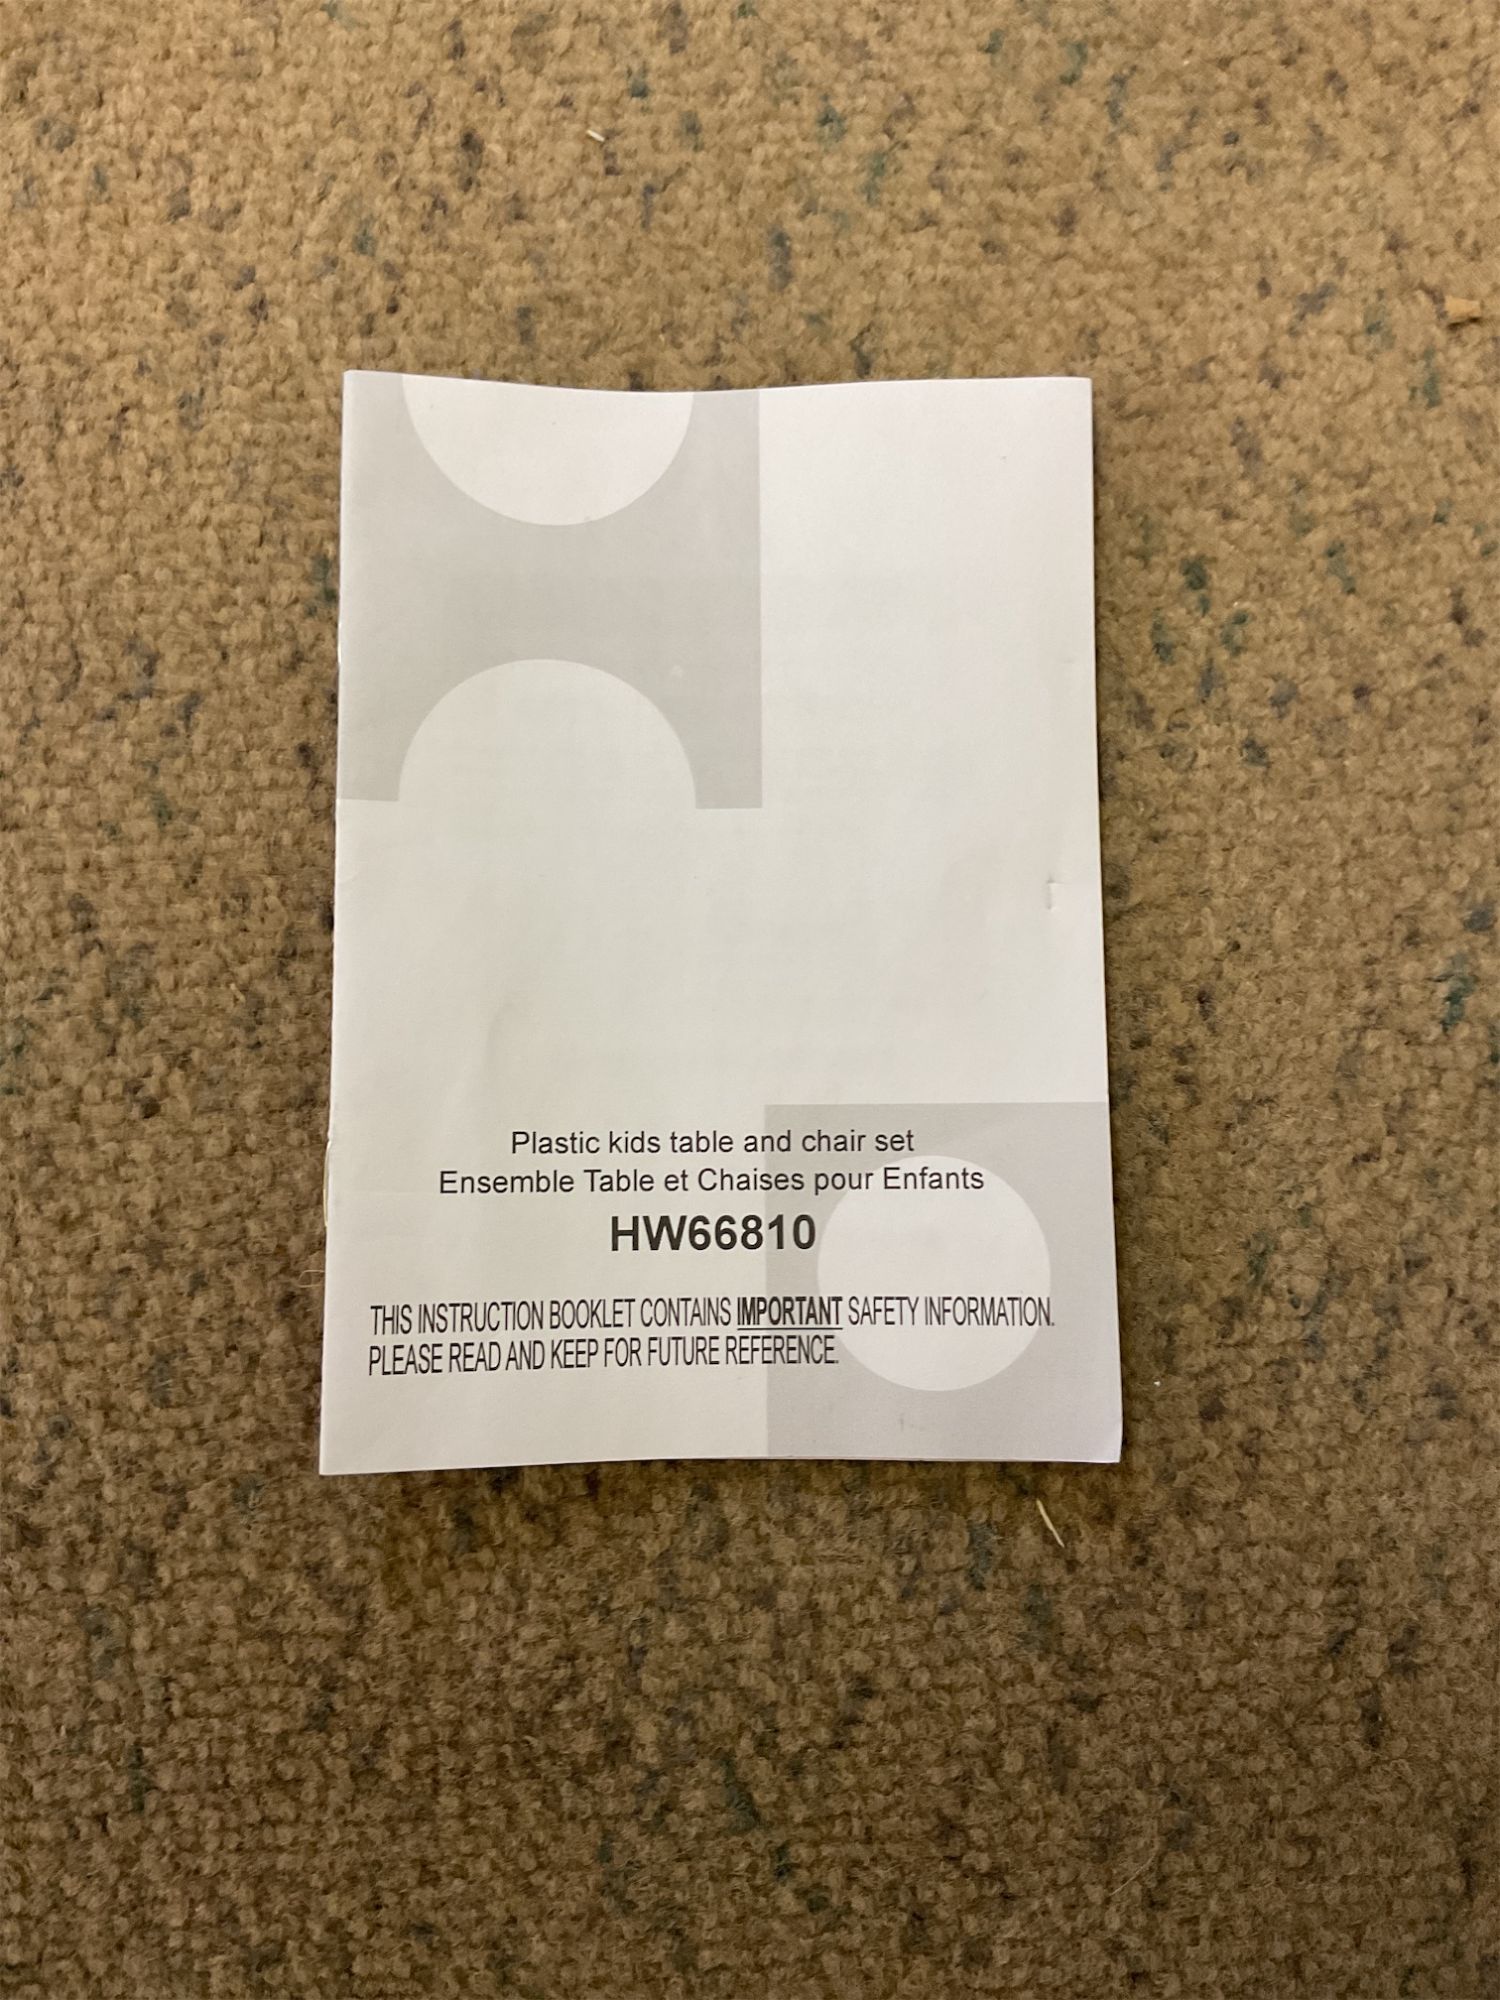 Plastic kids table and chair set
Ensemble Table et Chaises pour Enfants
HW66810
THIS INSTRUCTION BOOKLET CONTAINS IMPORTANT SAFETY INFORMATION.
PLEASE READ AND KEEP FOR FUTURE REFERENCE.